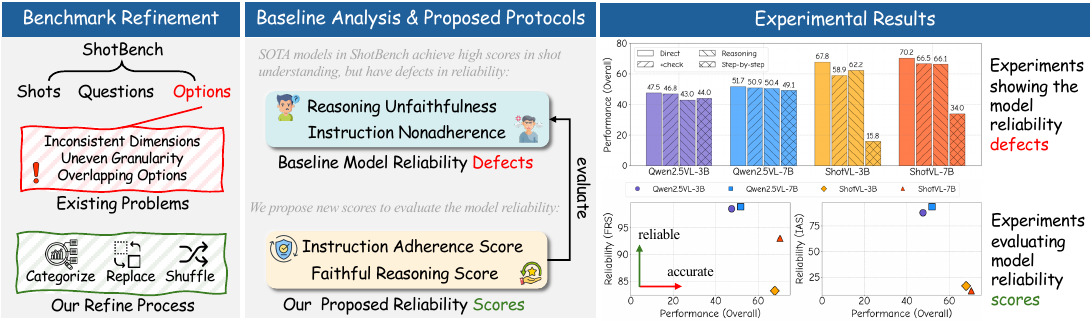 Benchmark Refinement
ShotBench
Shots Questions Options
Inconsistent Dimensions
Uneven Granularity
Overlapping Options
Existing Problems
Categorize Replace Shuffle
Our Refine Process
Baseline Analysis & Proposed Protocols
SOTA models in ShotBench achieve high scores in shot
understanding, but have defects in reliability:
Reasoning Unfaithfulness
Instruction Nonadherence
Baseline Model Reliability Defects
We propose new scores to evaluate the model reliability:
Instruction Adherence Score
Faithful Reasoning Score
Our Proposed Reliability Scores
evaluate
Experimental Results
Performance (Overall)
80
60
40
20
0
Direct Reasoning
+check Step-by-step
47.5 46.8 43.0 44.0
51.7 50.9 50.4 49.1
67.8 58.9 62.2 15.8
70.2 66.5 66.1 34.0
Qwen2.5VL-3B Qwen2.5VL-7B ShotVL-3B ShotVL-7B
Experiments
showing the
model
reliability
defects
Qwen2.5VL-3B Qwen2.5VL-7B ShotVL-3B ShotVL-7B
Reliability (FRS)
95
90
85
reliable
accurate
0 20 40 60
Performance (Overall)
Reliability (IAS)
75
50
25
0 20 40 60
Performance (Overall)
Experiments
evaluating
model
reliability
scores